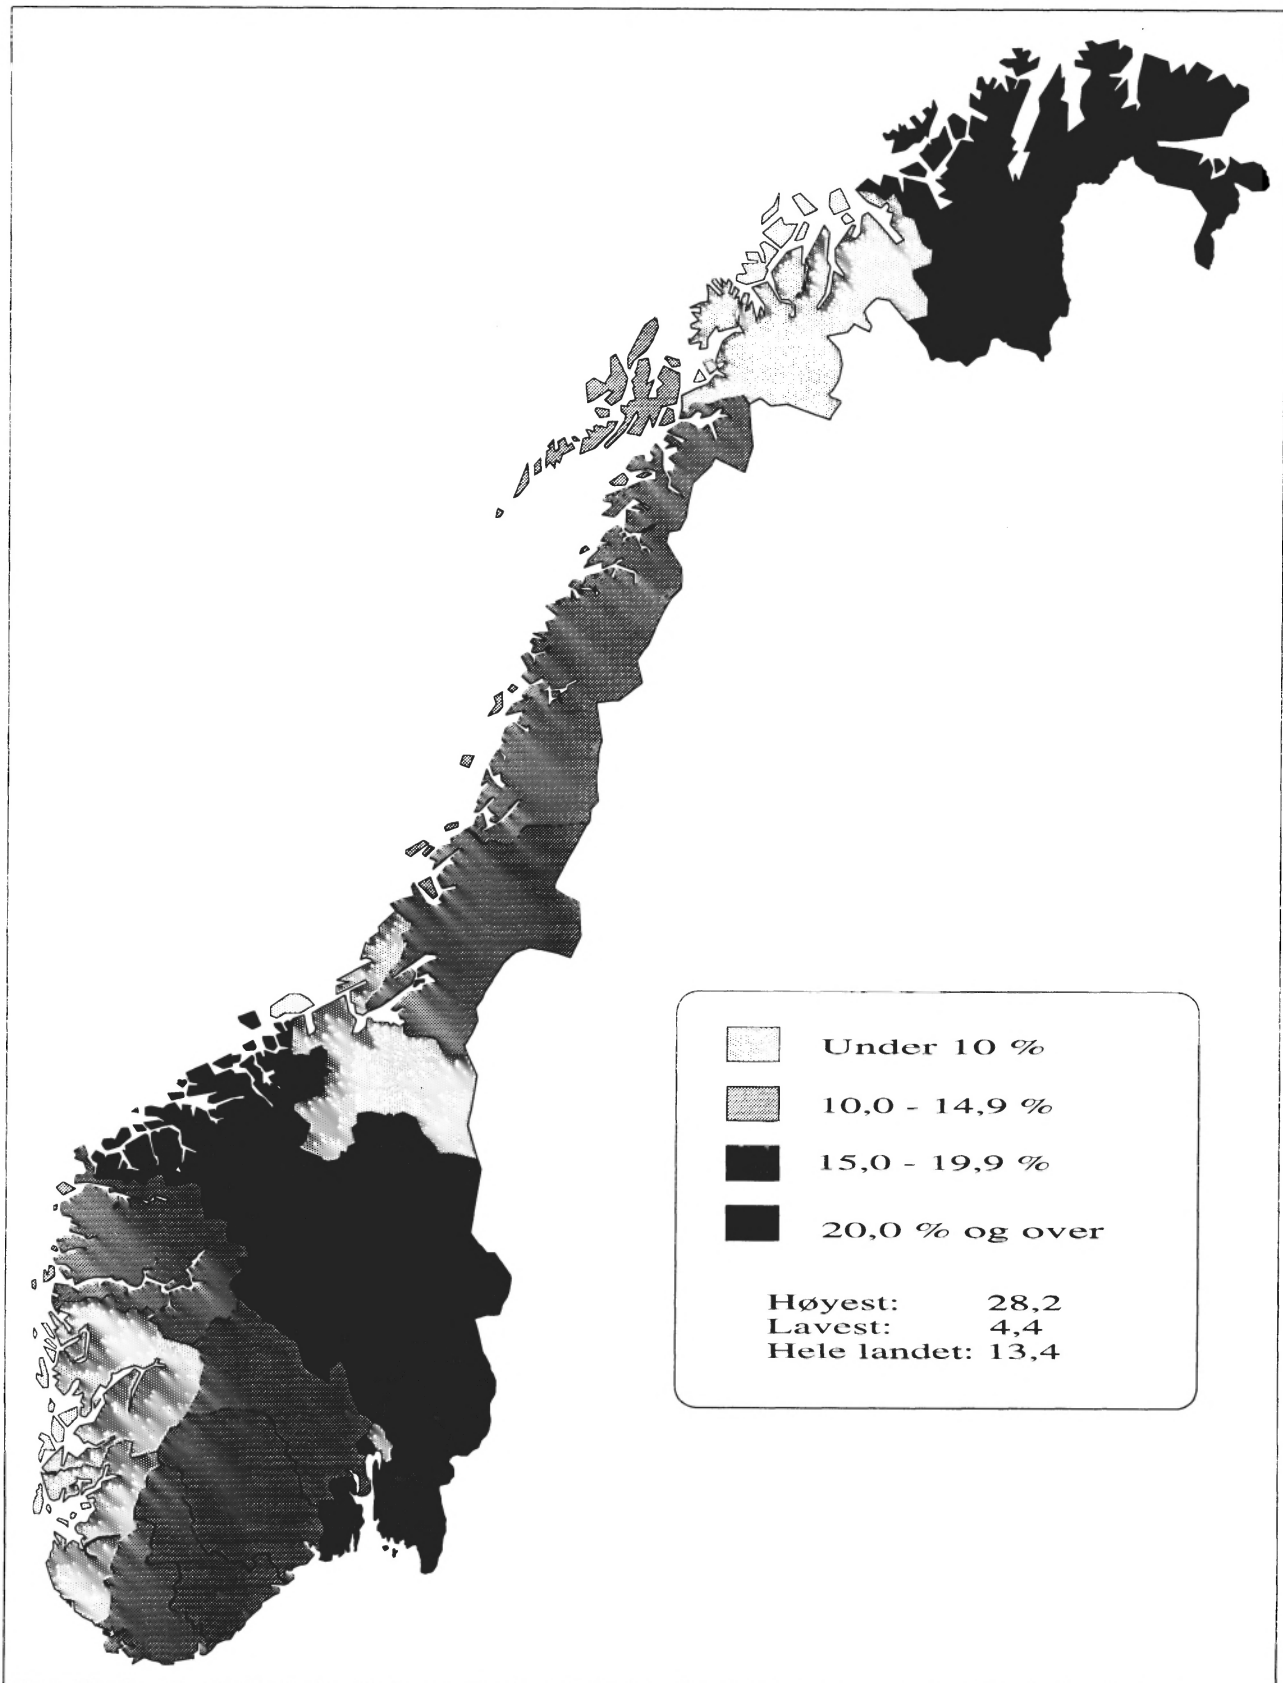 Under 10 %
10,0 - 14,9 %
15,0 - 19,9 %
20,0 % og over
Høyest: 28,2
Lavest: 4,4
Hele landet: 13,4